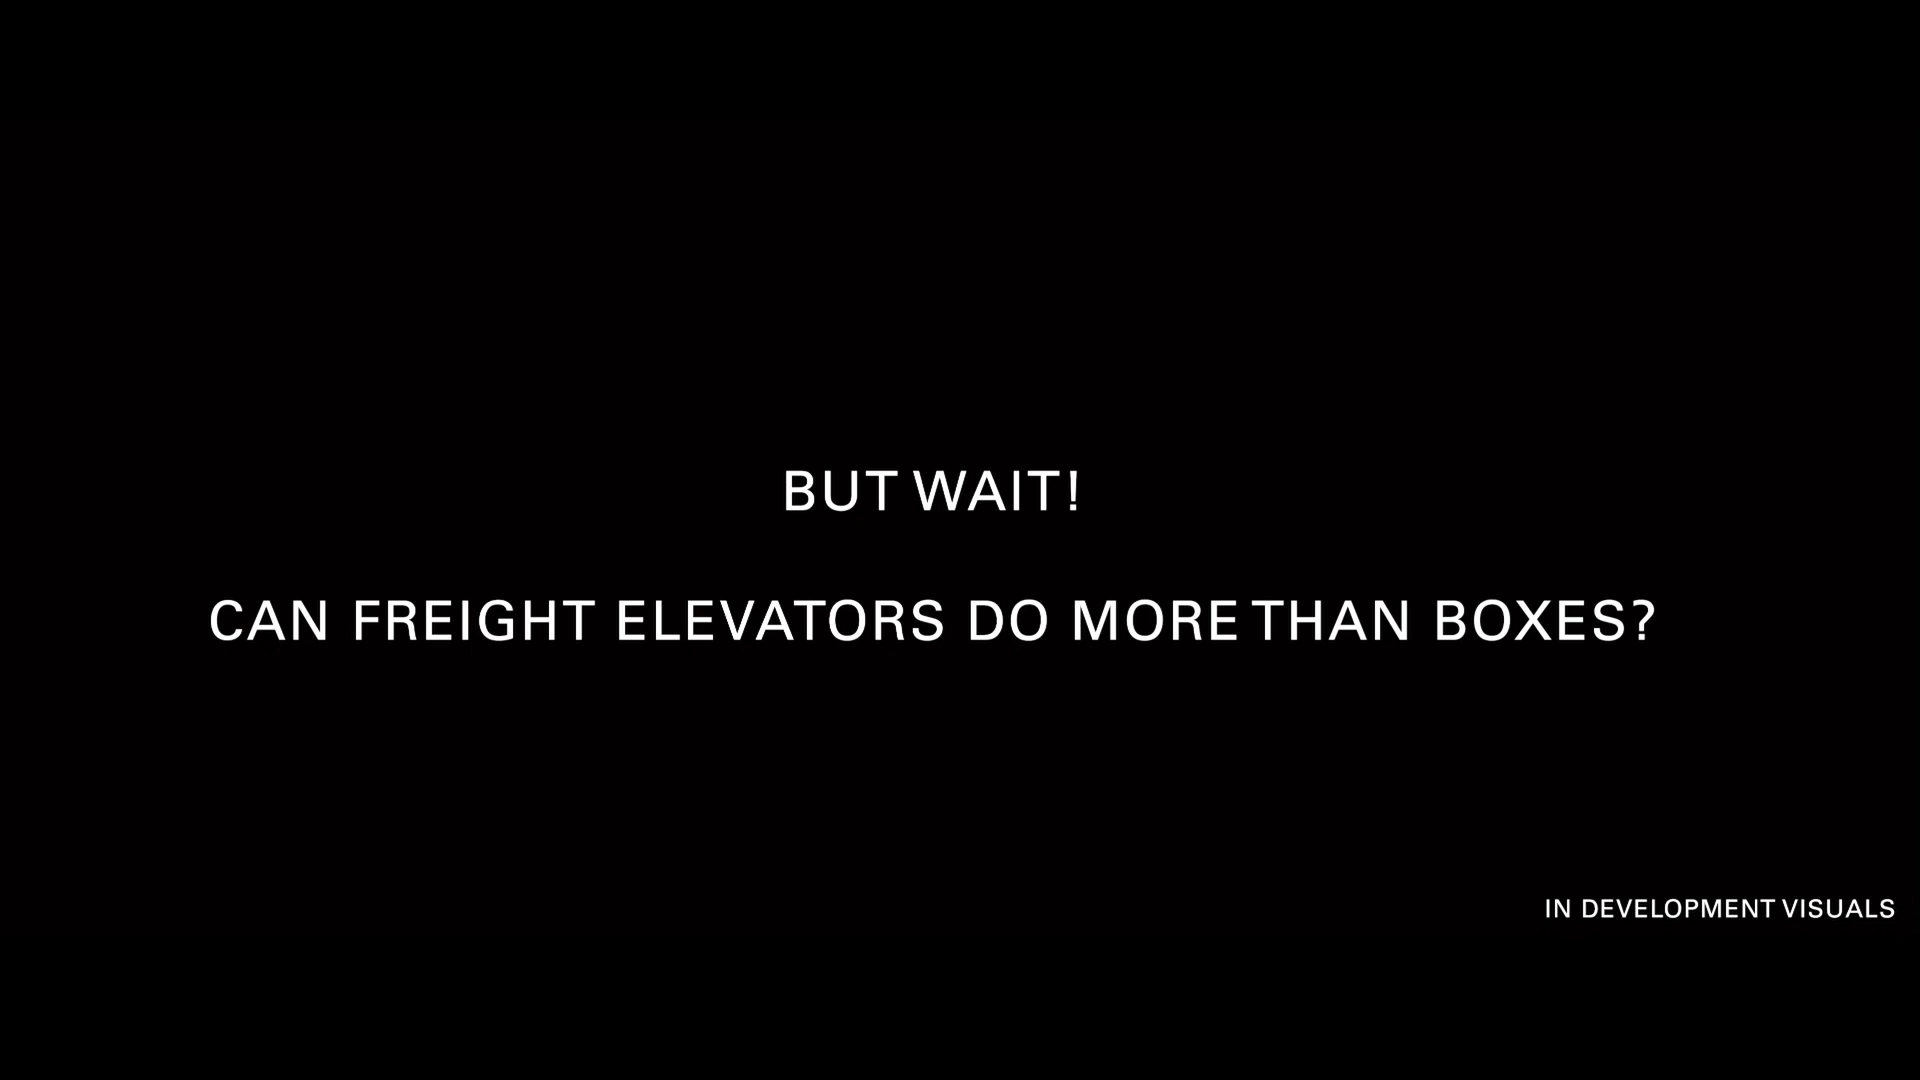 BUT WAIT!
CAN FREIGHT ELEVATORS DO MORE THAN BOXES?
IN DEVELOPMENT VISUALS